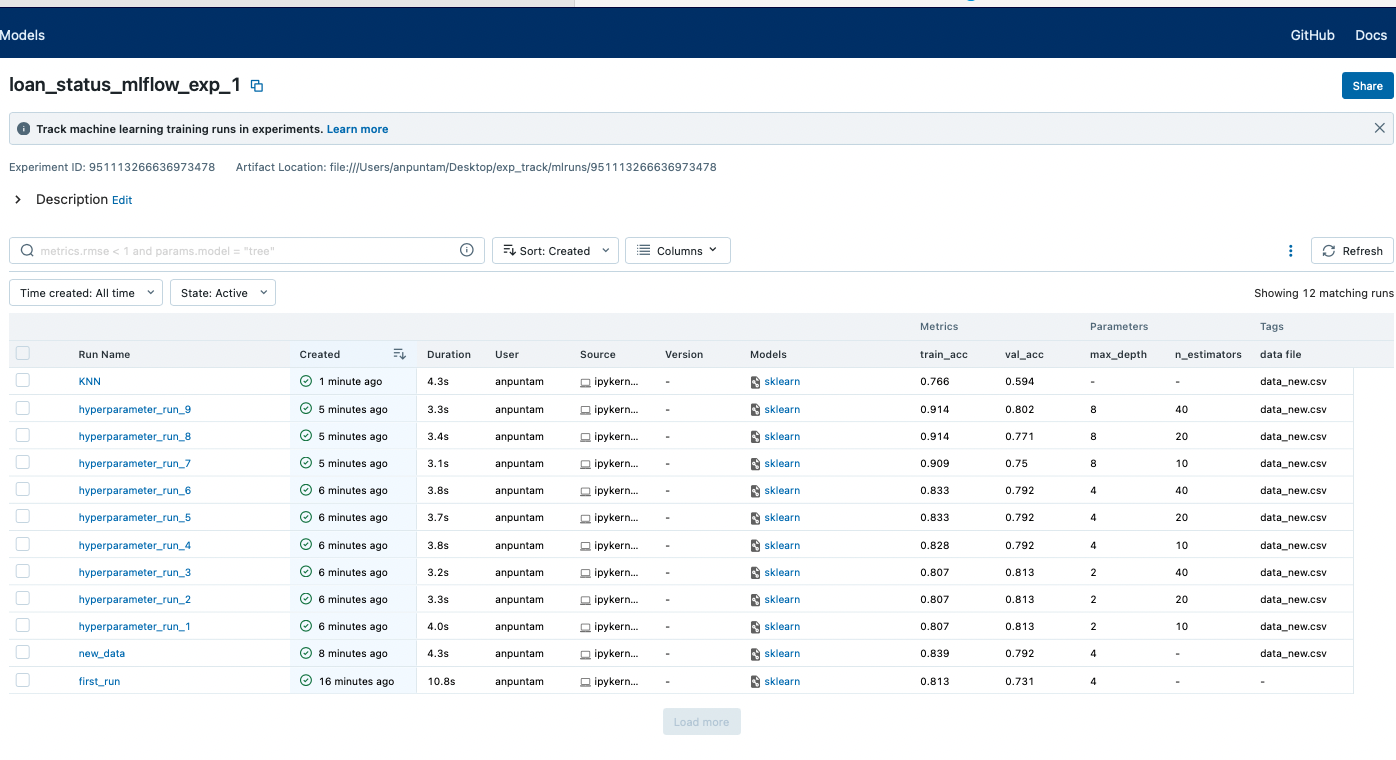 Models GitHub Docs
loan_status_mlflow_exp_1 Share
Track machine learning training runs in experiments. Learn more
Experiment ID: 951113266636973478 Artifact Location: file:///Users/anpuntam/Desktop/exp_track/mlruns/951113266636973478
Description Edit
metrics.rmse < 1 and params.model = "tree" Sort: Created Columns Refresh
Time created: All time State: Active Showing 12 matching runs
Metrics Parameters Tags
Run Name Created Duration User Source Version Models train_acc val_acc max_depth n_estimators data file
KNN 1 minute ago 4.3s anpuntam ipykern... - sklearn 0.766 0.594 - - data_new.csv
hyperparameter_run_9 5 minutes ago 3.3s anpuntam ipykern... - sklearn 0.914 0.802 8 40 data_new.csv
hyperparameter_run_8 5 minutes ago 3.4s anpuntam ipykern... - sklearn 0.914 0.771 8 20 data_new.csv
hyperparameter_run_7 5 minutes ago 3.1s anpuntam ipykern... - sklearn 0.909 0.75 8 10 data_new.csv
hyperparameter_run_6 6 minutes ago 3.8s anpuntam ipykern... - sklearn 0.833 0.792 4 40 data_new.csv
hyperparameter_run_5 6 minutes ago 3.7s anpuntam ipykern... - sklearn 0.833 0.792 4 20 data_new.csv
hyperparameter_run_4 6 minutes ago 3.8s anpuntam ipykern... - sklearn 0.828 0.792 4 10 data_new.csv
hyperparameter_run_3 6 minutes ago 3.2s anpuntam ipykern... - sklearn 0.807 0.813 2 40 data_new.csv
hyperparameter_run_2 6 minutes ago 3.3s anpuntam ipykern... - sklearn 0.807 0.813 2 20 data_new.csv
hyperparameter_run_1 6 minutes ago 4.0s anpuntam ipykern... - sklearn 0.807 0.813 2 10 data_new.csv
new_data 8 minutes ago 4.3s anpuntam ipykern... - sklearn 0.839 0.792 4 - data_new.csv
first_run 16 minutes ago 10.8s anpuntam ipykern... - sklearn 0.813 0.731 4 - -
Load more